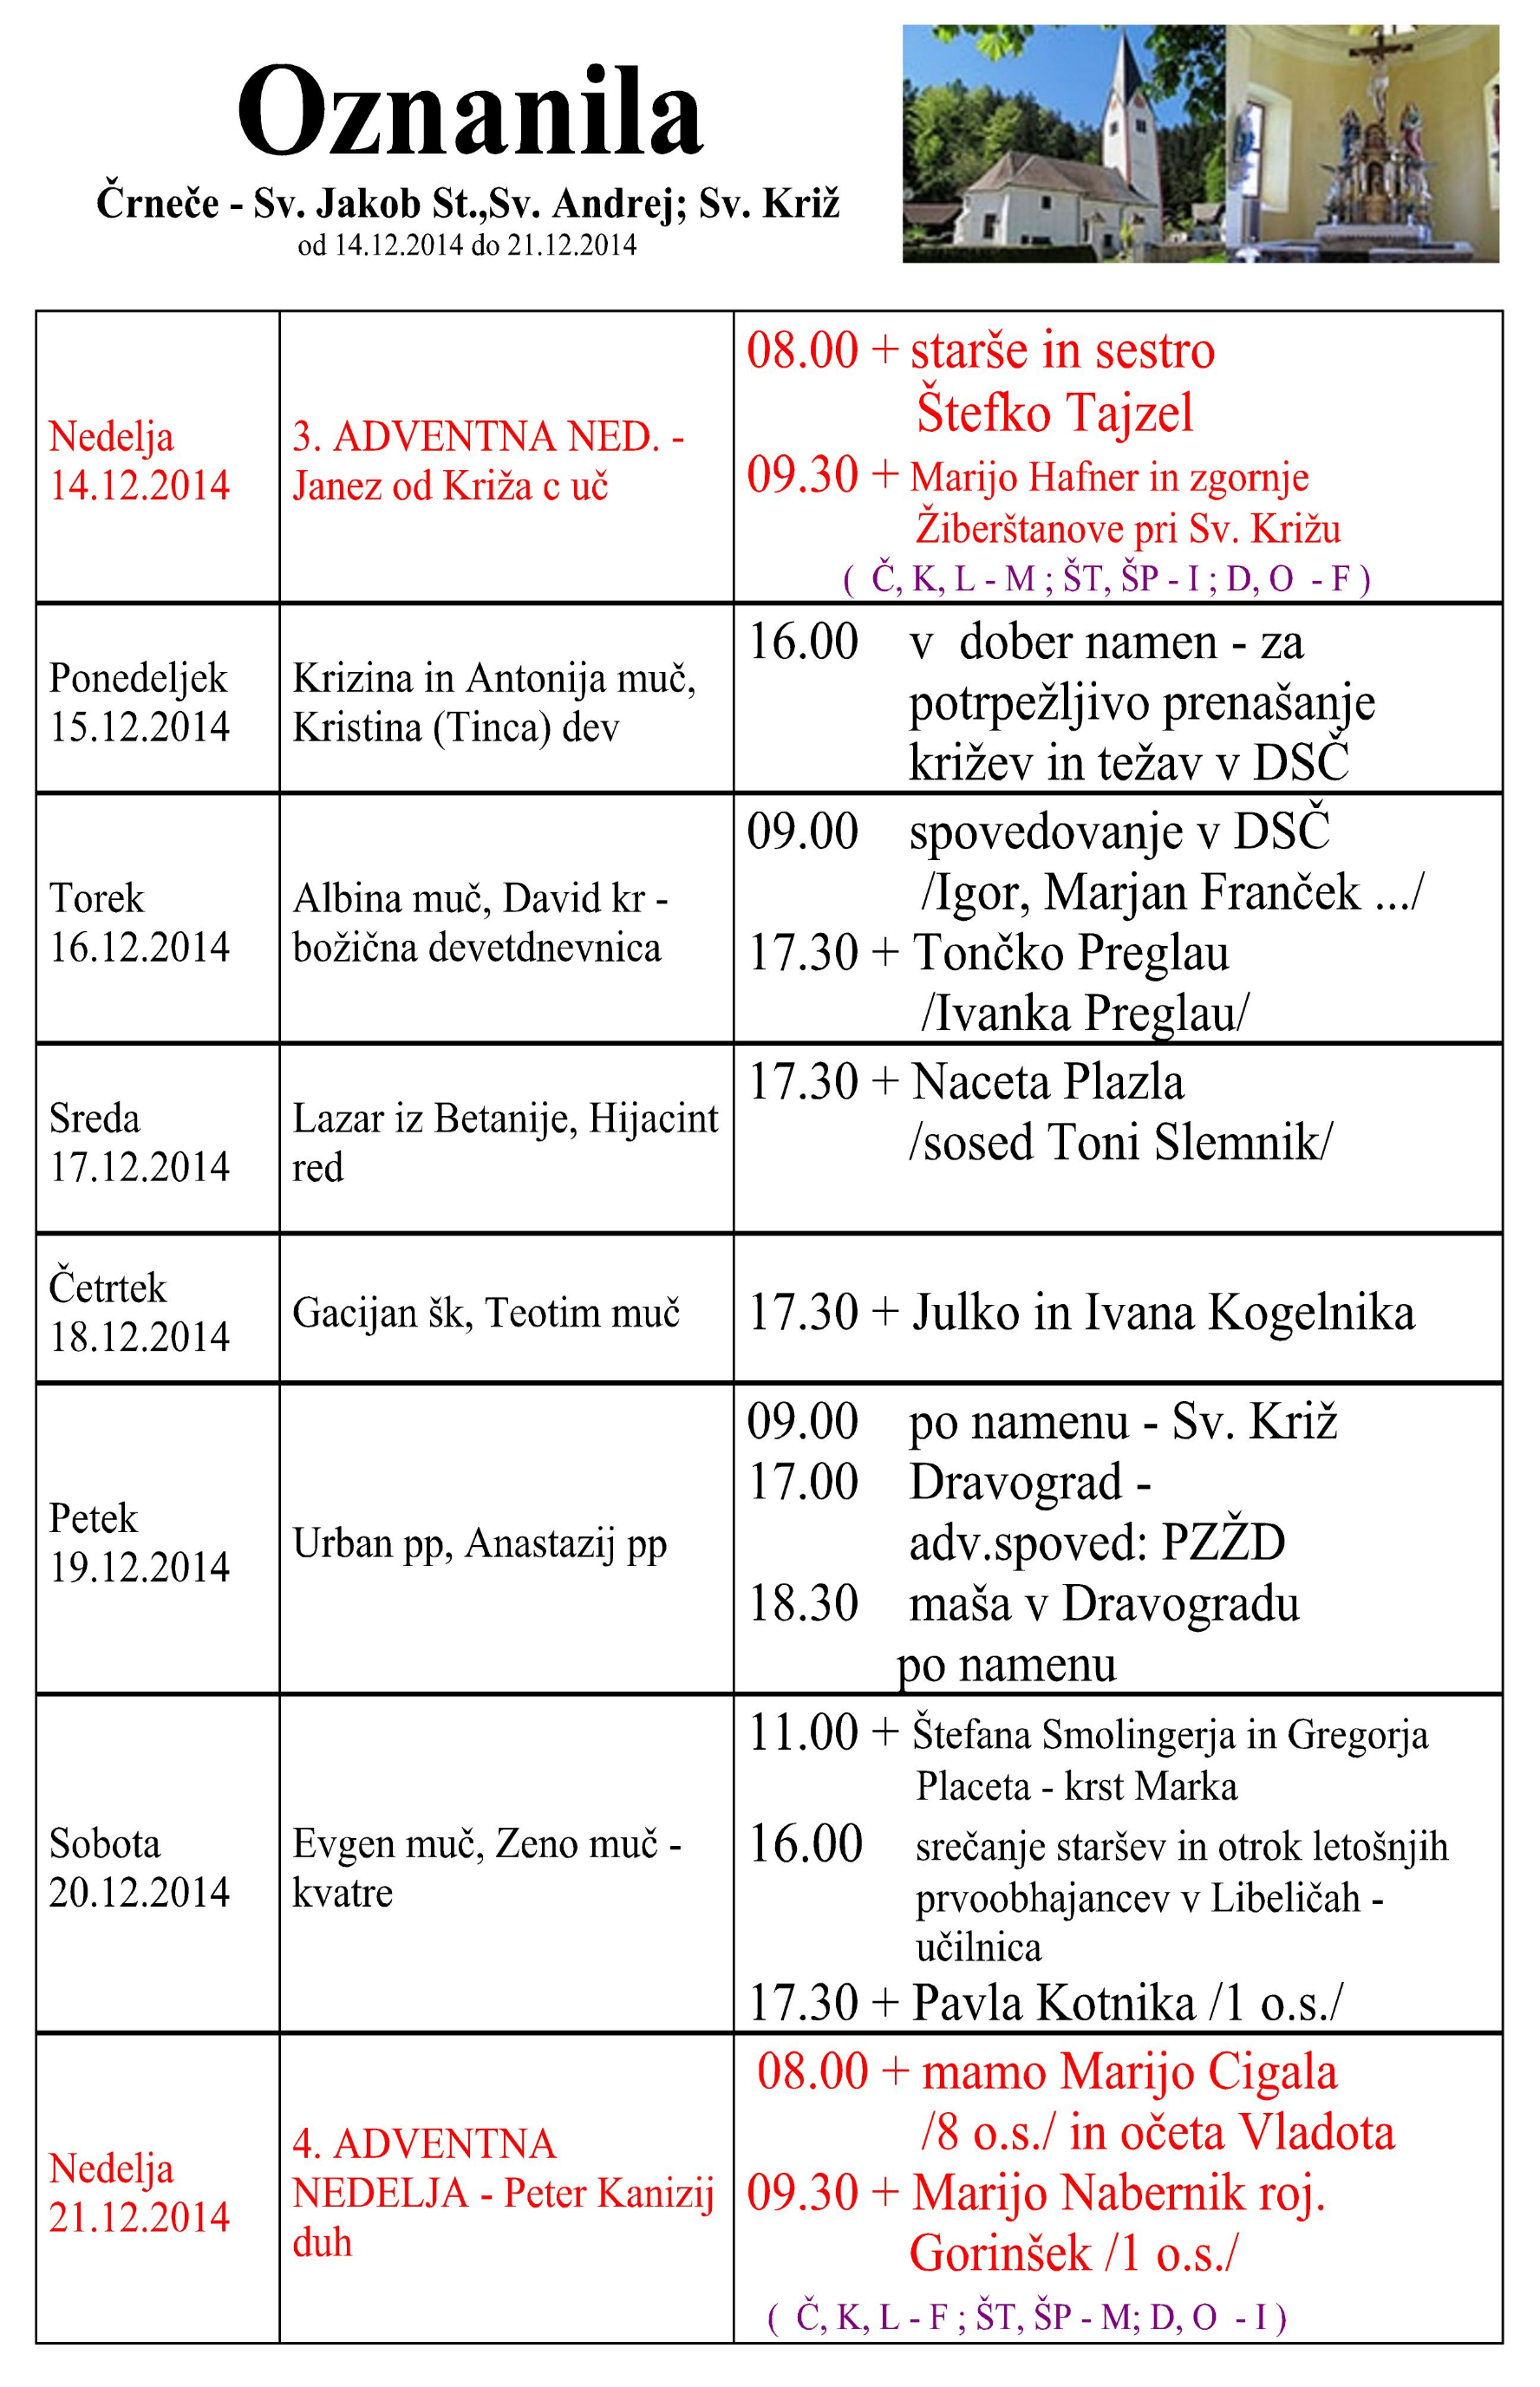 Oznanila
Črneče - Sv. Jakob St.,Sv. Andrej; Sv. Križ
od 14.12.2014 do 21.12.2014
Nedelja
14.12.2014
3. ADVENTNA NED. -
Janez od Križa c uč
08.00 + starše in sestro
Štefko Tajzel
09.30 + Marijo Hafner in zgornje
Žiberštanove pri Sv. Križu
( Č, K, L - M ; ŠT, ŠP - I ; D, O - F )
Ponedeljek
15.12.2014
Krizina in Antonija muč,
Kristina (Tinca) dev
16.00 v dober namen - za
potrpežljivo prenašanje
križev in težav v DSČ
Torek
16.12.2014
Albina muč, David kr -
božična devetdnevnica
09.00 spovedovanje v DSČ
/Igor, Marjan Franček .../
17.30 + Tončko Preglau
/Ivanka Preglau/
Sreda
17.12.2014
Lazar iz Betanije, Hijacint
red
17.30 + Naceta Plazla
/sosed Toni Slemnik/
Četrtek
18.12.2014
Gacijan šk, Teotim muč
17.30 + Julko in Ivana Kogelnika
Petek
19.12.2014
Urban pp, Anastazij pp
09.00 po namenu - Sv. Križ
17.00 Dravograd -
adv.spoved: PZŽD
18.30 maša v Dravogradu
po namenu
Sobota
20.12.2014
Evgen muč, Zeno muč -
kvatre
11.00 + Štefana Smolingerja in Gregorja
Placeta - krst Marka
16.00 srečanje staršev in otrok letošnjih
prvoobhajancev v Libeličah -
učilnica
17.30 + Pavla Kotnika /1 o.s./
Nedelja
21.12.2014
4. ADVENTNA
NEDELJA - Peter Kanizij
duh
08.00 + mamo Marijo Cigala
/8 o.s./ in očeta Vladota
09.30 + Marijo Nabernik roj.
Gorinšek /1 o.s./
( Č, K, L - F ; ŠT, ŠP - M; D, O - I )